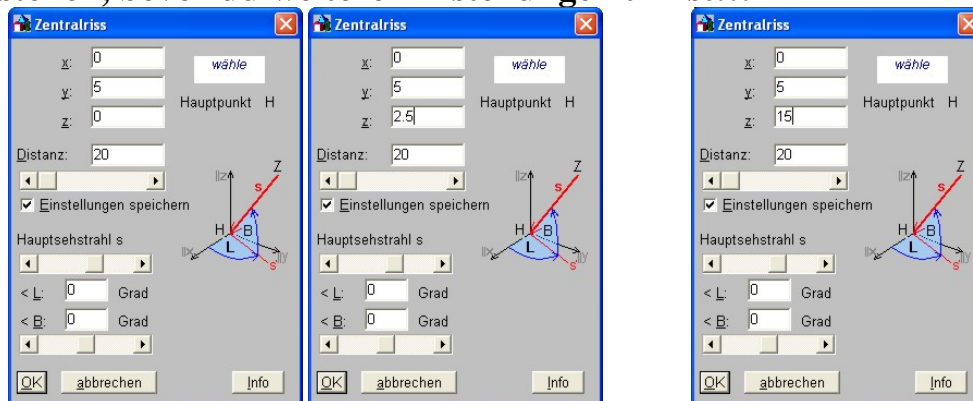 Zentralriss
x: 0
wähle
y: 5
Hauptpunkt H
z: 0
Distanz: 20
Z
||z
s
Einstellungen speichern
H
B
L
||x
||y
s'
Hauptsehstrahl s
< L: 0 Grad
< B: 0 Grad
OK abbrechen Info
Zentralriss
x: 0
wähle
y: 5
Hauptpunkt H
z: 2.5
Distanz: 20
Z
||z
s
Einstellungen speichern
H
B
L
||x
||y
s'
Hauptsehstrahl s
< L: 0 Grad
< B: 0 Grad
OK abbrechen Info
Zentralriss
x: 0
wähle
y: 5
Hauptpunkt H
z: 15
Distanz: 20
Z
||z
s
Einstellungen speichern
H
B
L
||x
||y
s'
Hauptsehstrahl s
< L: 0 Grad
< B: 0 Grad
OK abbrechen Info